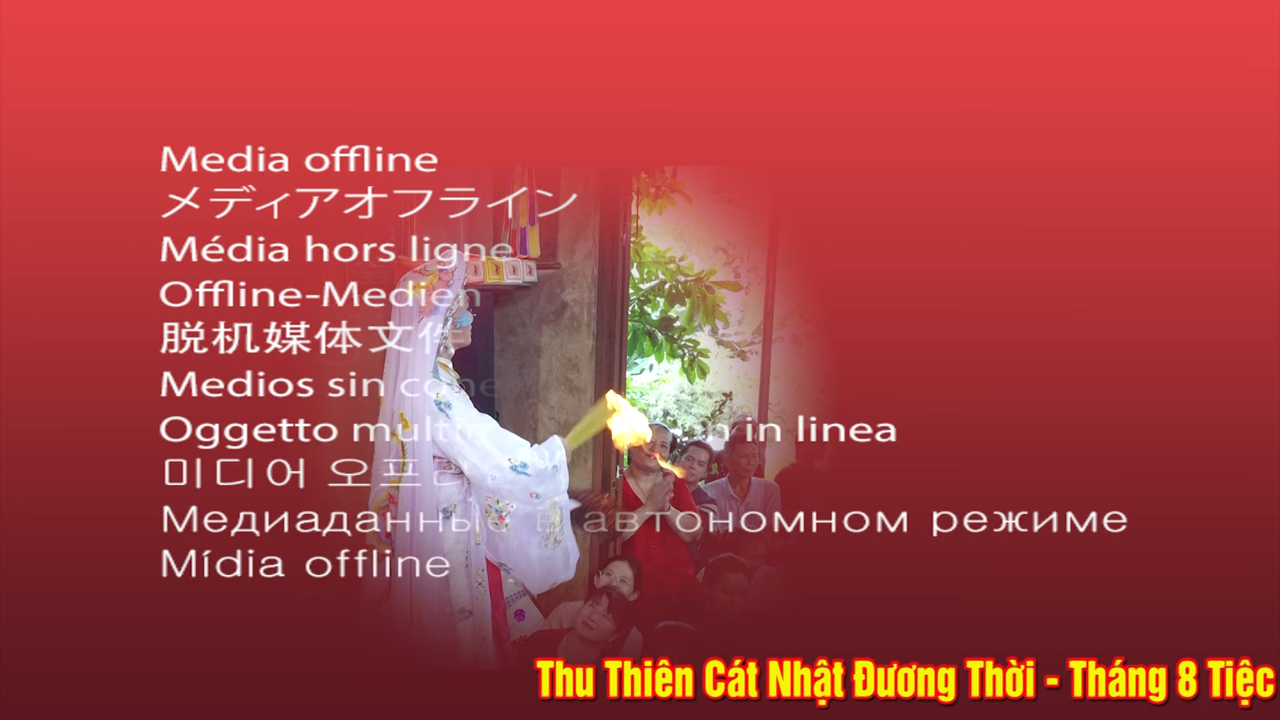 Media offline
メディアオフライン
Média hors ligne
Offline-Medien
脱机媒体文件
Medios sin cone
Oggetto multim n in linea
미디어 오프
Медиаданные в автономном режиме
Mídia offline
Thu Thiên Cát Nhật Đương Thời - Tháng 8 Tiệc